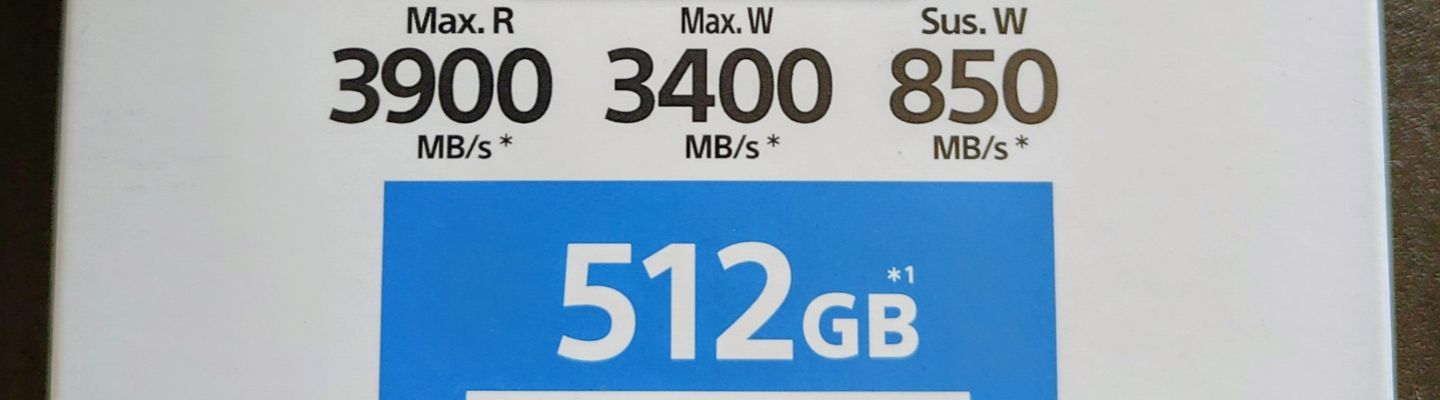 Max. R Max. W Sus. W
3900 3400 850
MB/s * MB/s * MB/s *
512GB *1